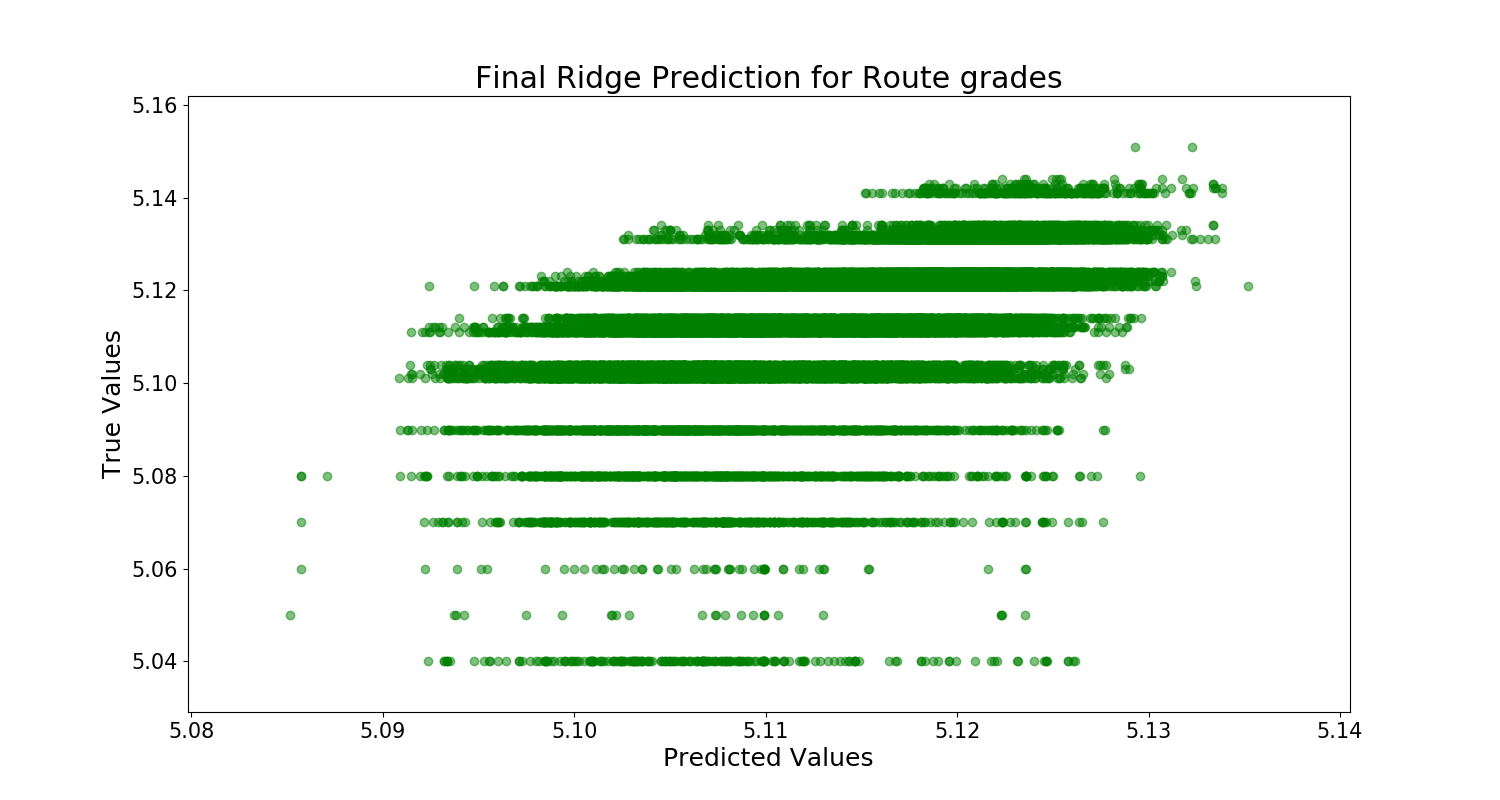 Final Ridge Prediction for Route grades
5.16
5.14
5.12
5.10
5.08
5.06
5.04
True Values
5.08 5.09 5.10 5.11 5.12 5.13 5.14
Predicted Values